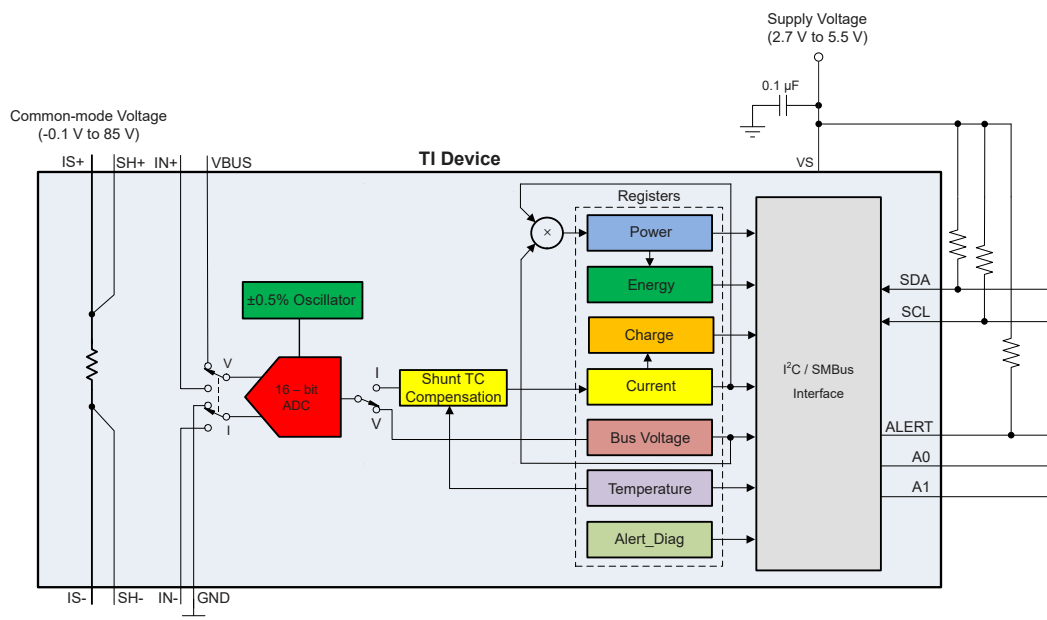 Supply Voltage
(2.7 V to 5.5 V)
0.1 µF
Common-mode Voltage
(-0.1 V to 85 V)
IS+ SH+ IN+ VBUS
TI Device
VS
Registers
×
Power
Energy
±0.5% Oscillator
Charge
SDA
SCL
V
16 – bit
ADC
I
Shunt TC
Compensation
Current
I²C / SMBus
Interface
I
V
Bus Voltage
ALERT
A0
Temperature
A1
Alert_Diag
IS- SH- IN- GND